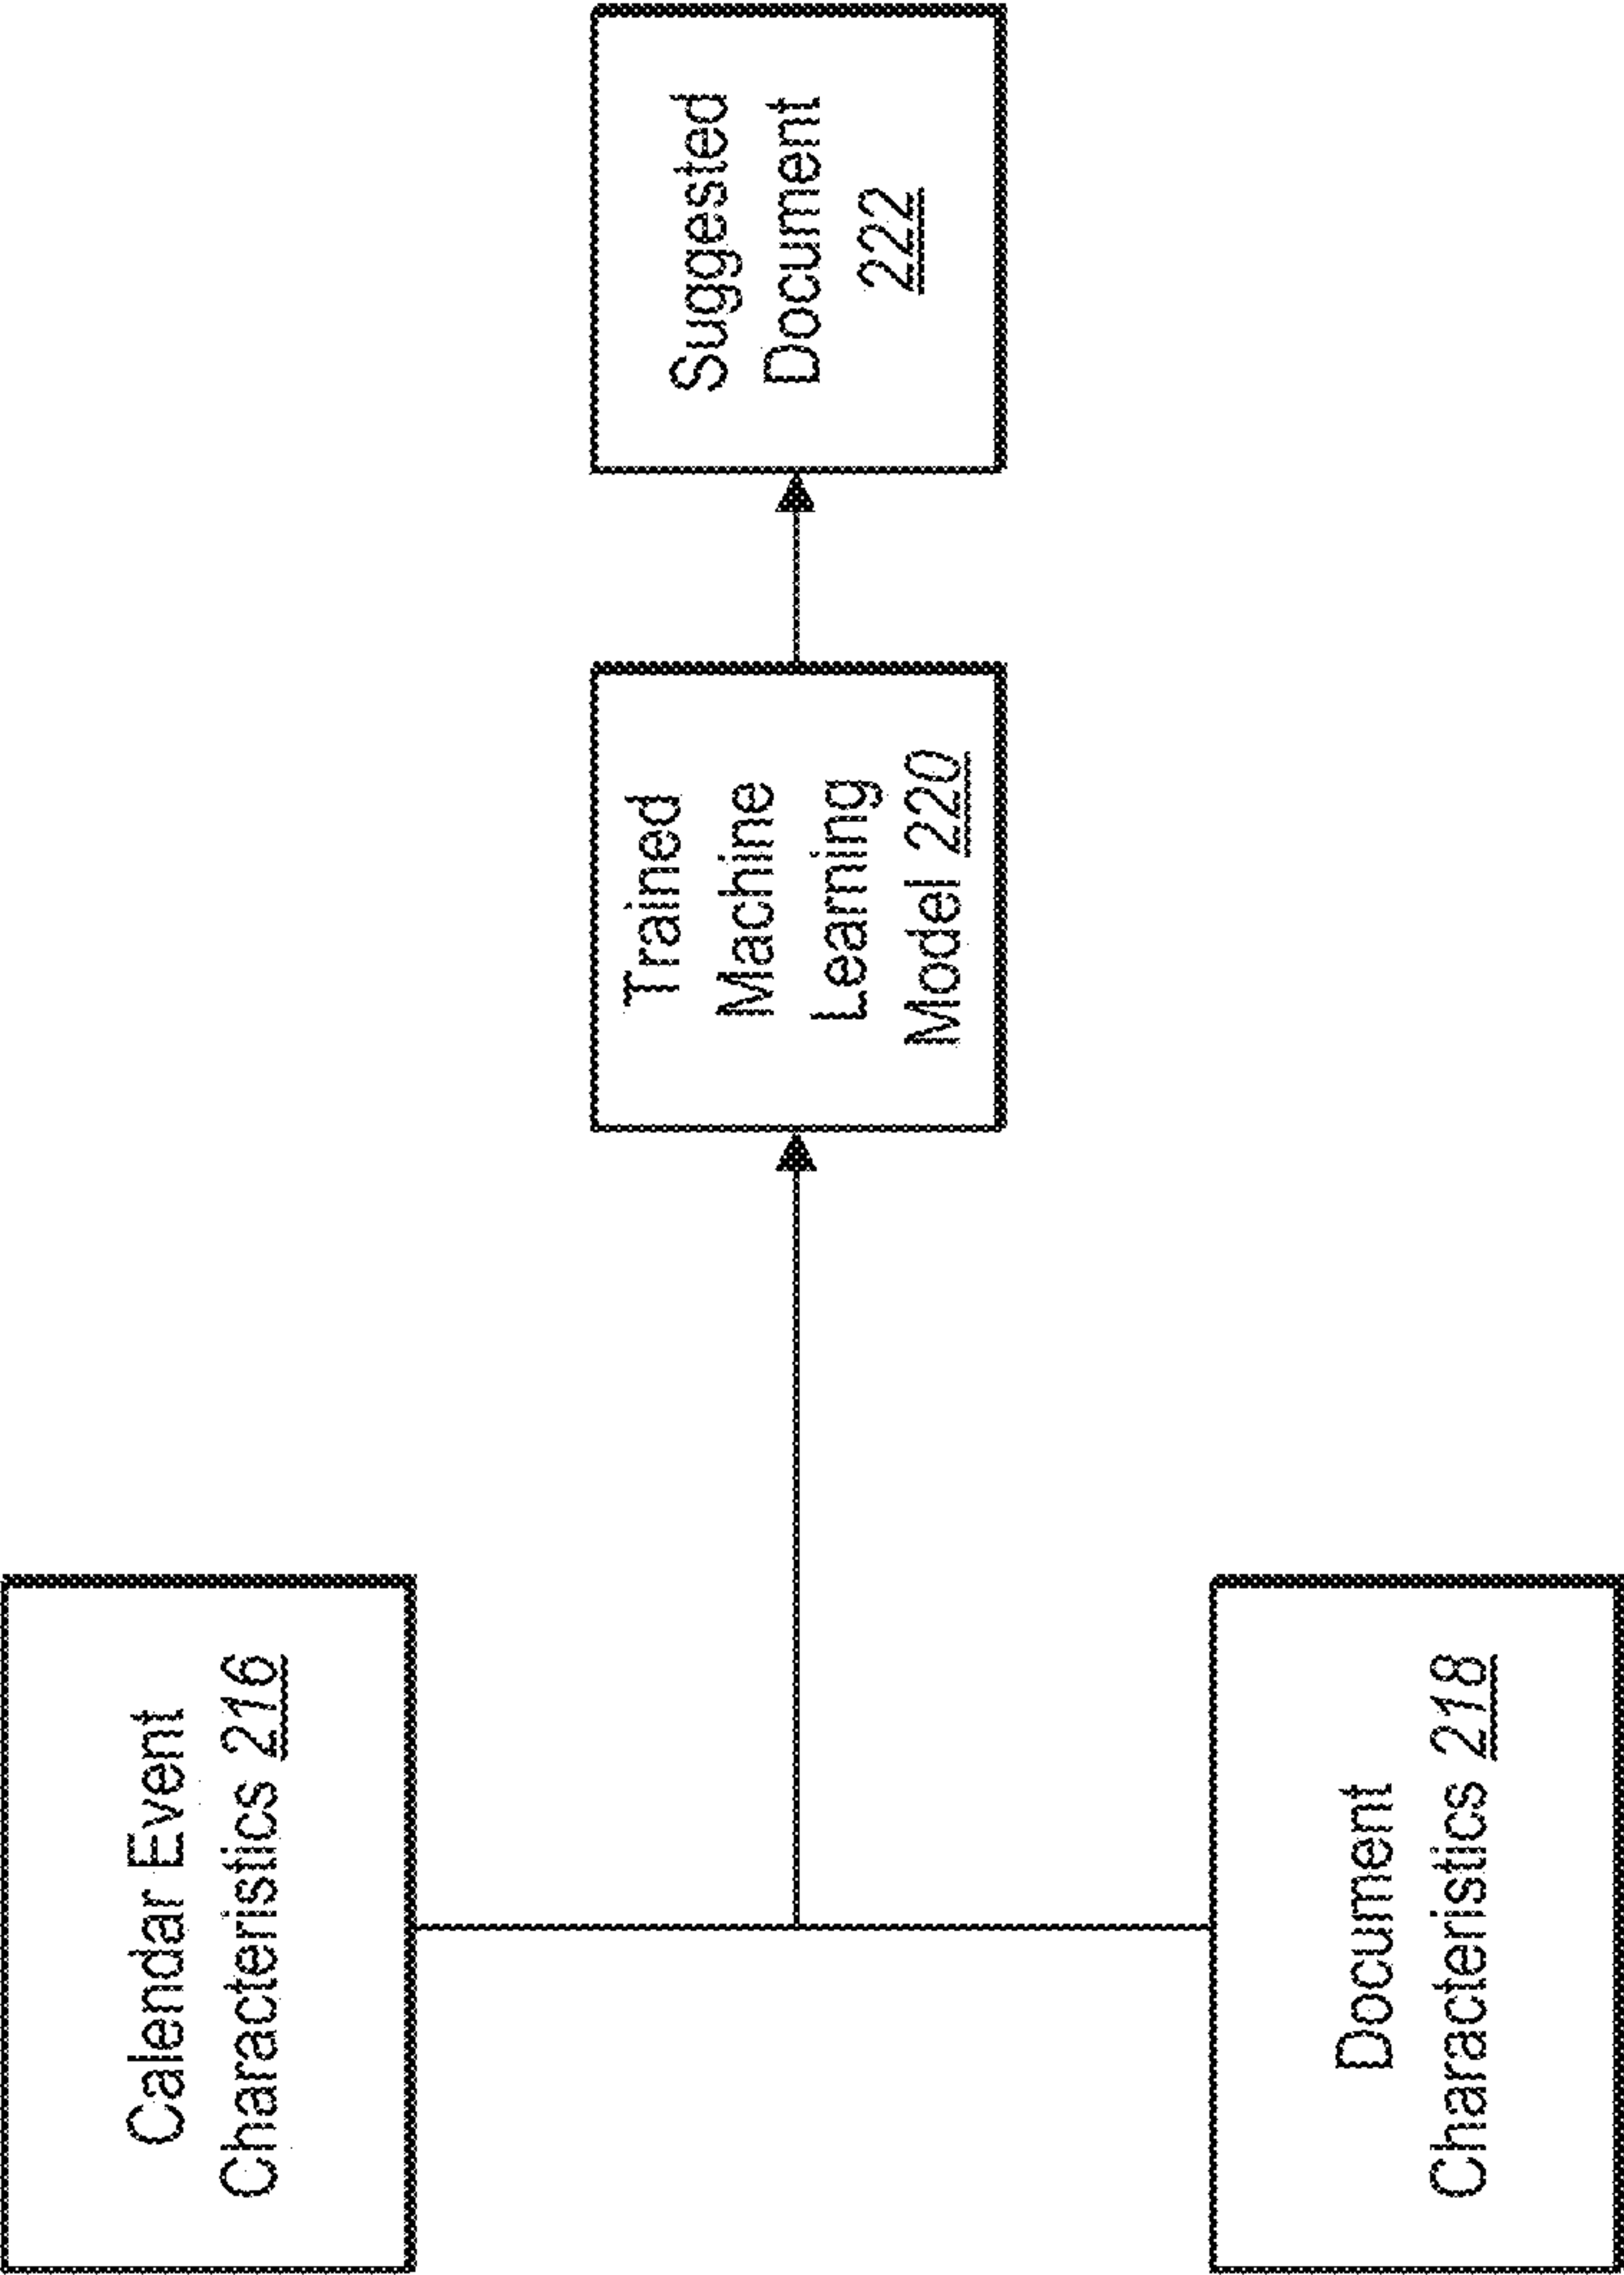 Calendar Event
Characteristics 216
Document
Characteristics 218
Trained
Machine
Learning
Model 220
Suggested
Document
222